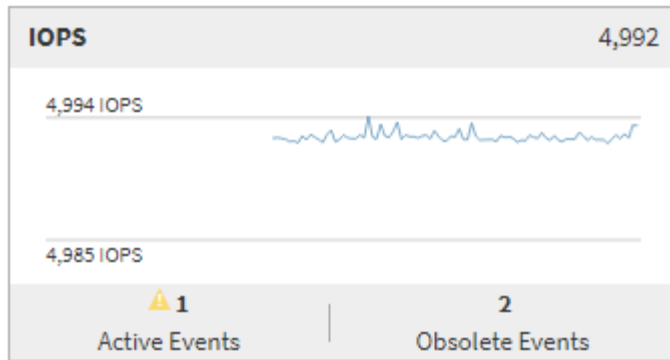 IOPS 4,992
4,994 IOPS
4,985 IOPS
1 2
Active Events Obsolete Events